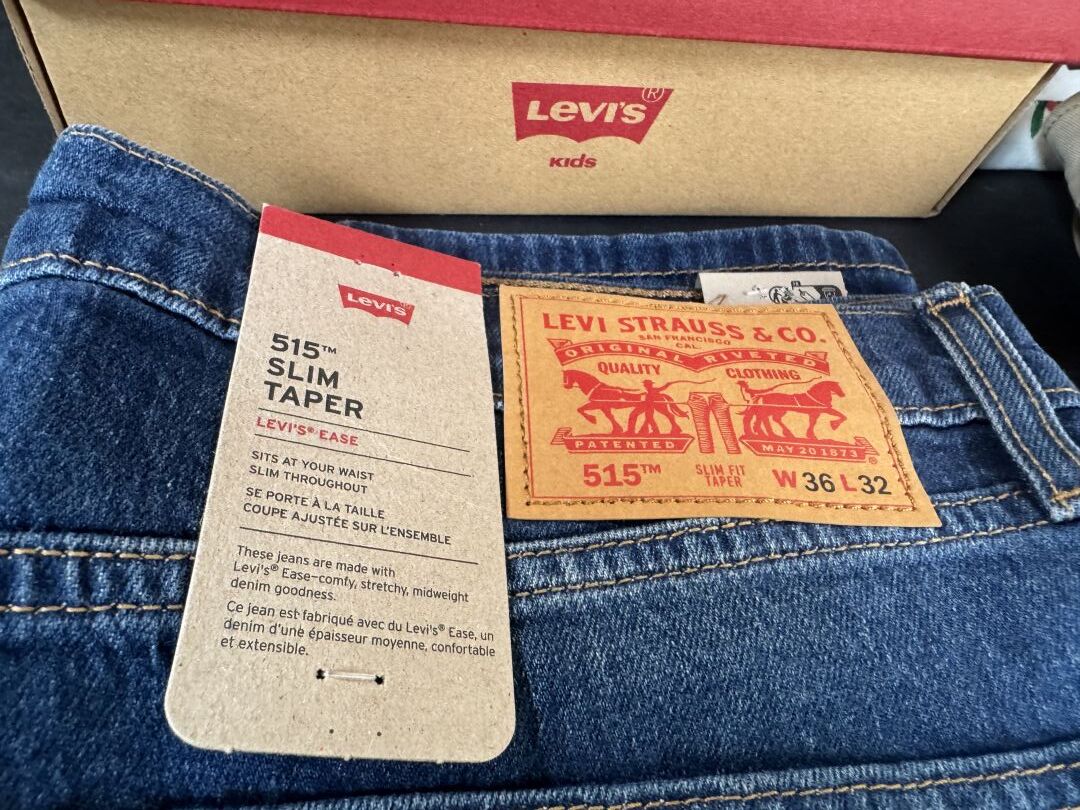 LEVI'S®
KIDS
LEVI'S®
515™
SLIM
TAPER
LEVI'S® EASE
SITS AT YOUR WAIST
SLIM THROUGHOUT
SE PORTE À LA TAILLE
COUPE AJUSTÉE SUR L'ENSEMBLE
These jeans are made with
Levi's® Ease—comfy, stretchy, midweight
denim goodness.
Ce jean est fabriqué avec du Levi's® Ease, un
denim d'une épaisseur moyenne, confortable
et extensible.
LEVI STRAUSS & CO.
SAN FRANCISCO
CAL.
ORIGINAL RIVETED
QUALITY CLOTHING
PATENTED MAY 20 1873 ®
515™ SLIM FIT TAPER W 36 L 32